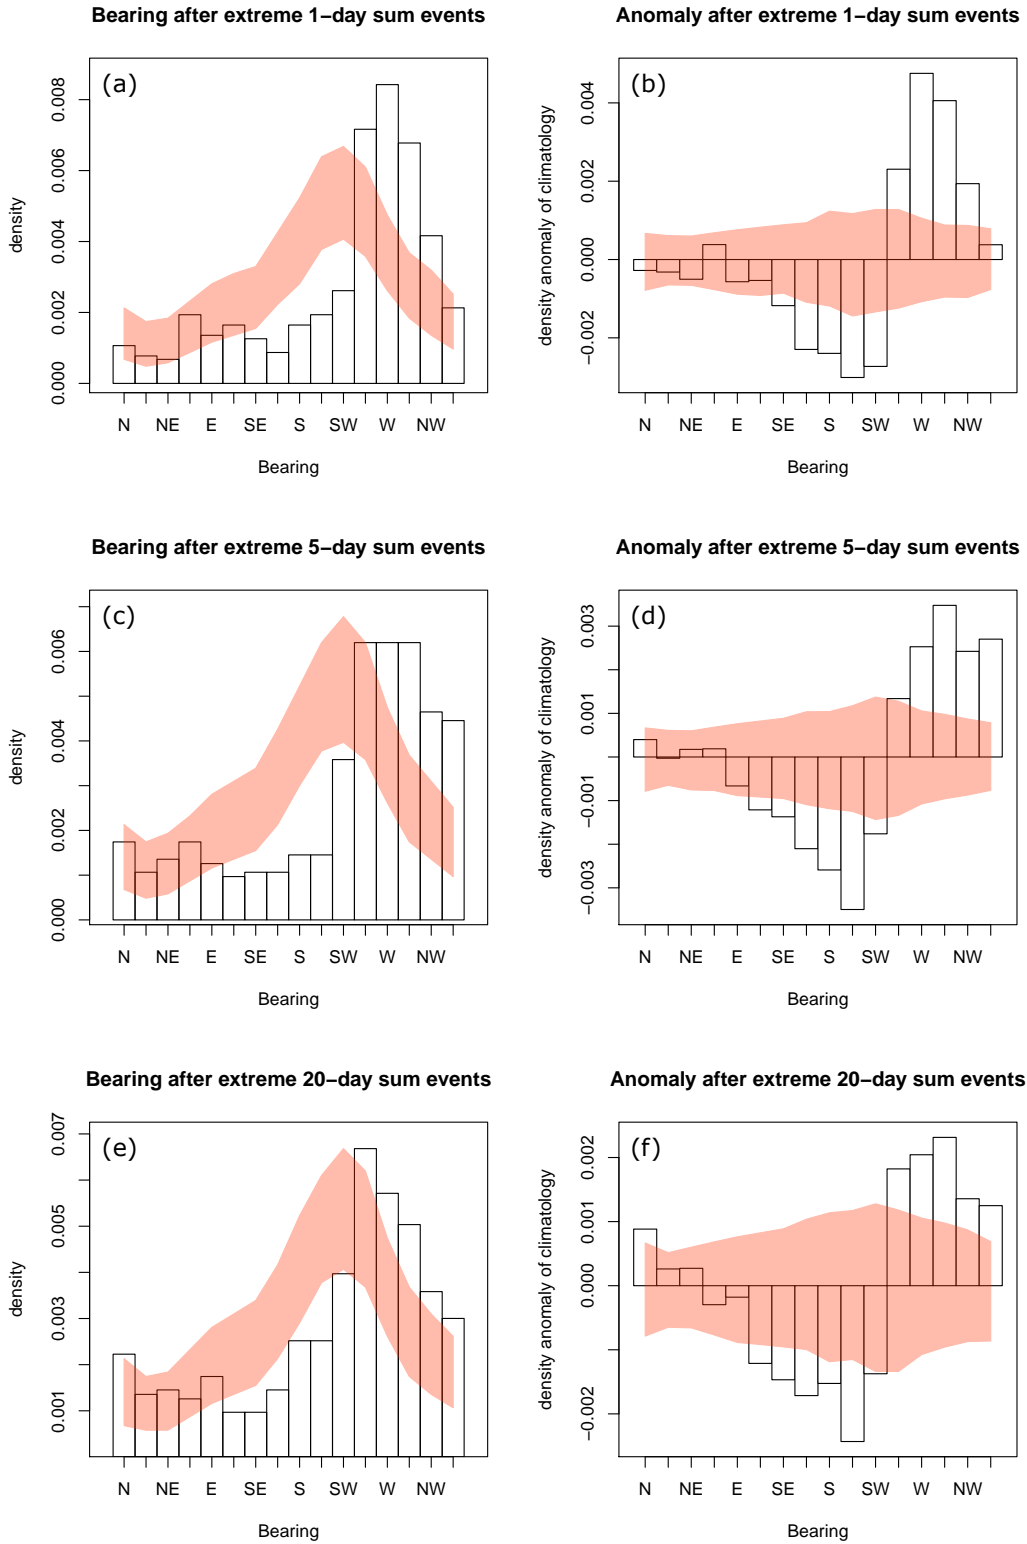 Bearing after extreme 1−day sum events
(a)
density
0.000 0.002 0.004 0.006 0.008
N NE E SE S SW W NW
Bearing
Anomaly after extreme 1−day sum events
(b)
density anomaly of climatology
−0.002 0.000 0.002 0.004
N NE E SE S SW W NW
Bearing
Bearing after extreme 5−day sum events
(c)
density
0.000 0.002 0.004 0.006
N NE E SE S SW W NW
Bearing
Anomaly after extreme 5−day sum events
(d)
density anomaly of climatology
−0.003 −0.001 0.001 0.003
N NE E SE S SW W NW
Bearing
Bearing after extreme 20−day sum events
(e)
density
0.001 0.003 0.005 0.007
N NE E SE S SW W NW
Bearing
Anomaly after extreme 20−day sum events
(f)
density anomaly of climatology
−0.002 0.000 0.001 0.002
N NE E SE S SW W NW
Bearing